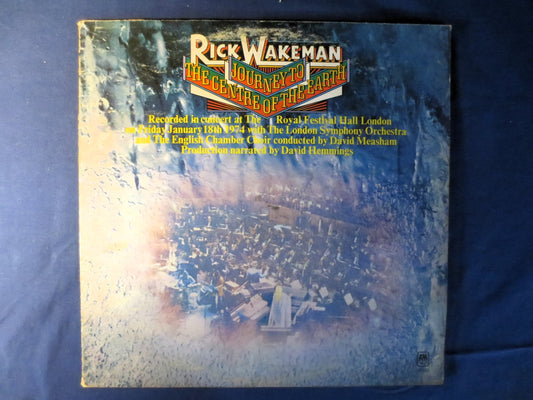 RICK WAKEMAN
JOURNEY TO
THE CENTRE OF THE EARTH
Recorded in concert at The Royal Festival Hall London
on Friday January 18th 1974 with The London Symphony Orchestra
and The English Chamber Choir conducted by David Measham
Production narrated by David Hemmings
A&M